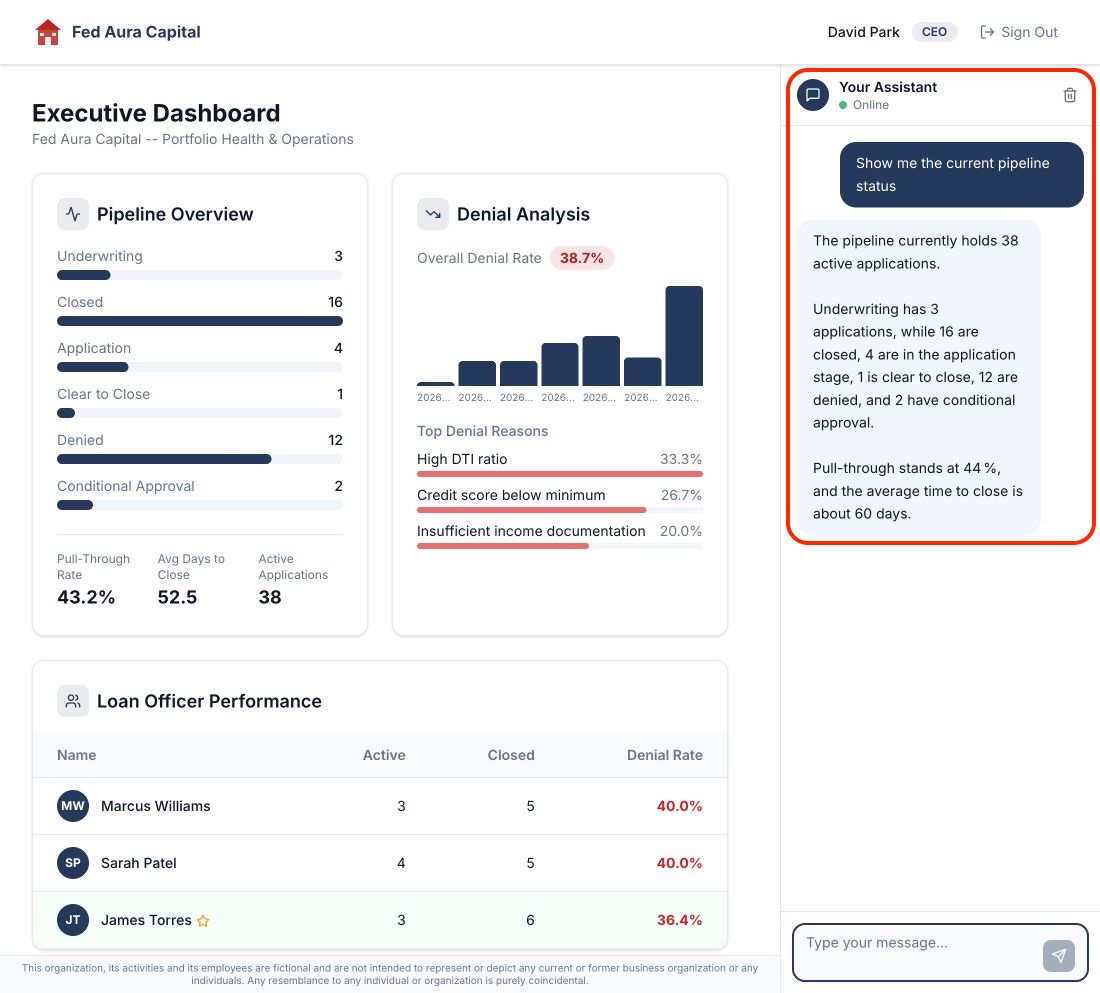 Fed Aura Capital
David Park CEO Sign Out
Executive Dashboard
Fed Aura Capital -- Portfolio Health & Operations
Pipeline Overview
Underwriting 3
Closed 16
Application 4
Clear to Close 1
Denied 12
Conditional Approval 2
Pull-Through Rate
43.2%
Avg Days to Close
52.5
Active Applications
38
Denial Analysis
Overall Denial Rate 38.7%
2026... 2026... 2026... 2026... 2026... 2026... 2026...
Top Denial Reasons
High DTI ratio 33.3%
Credit score below minimum 26.7%
Insufficient income documentation 20.0%
Loan Officer Performance
Name Active Closed Denial Rate
MW Marcus Williams 3 5 40.0%
SP Sarah Patel 4 5 40.0%
JT James Torres 3 6 36.4%
This organization, its activities and its employees are fictional and are not intended to represent or depict any current or former business organization or any
individuals. Any resemblance to any individual or organization is purely coincidental.
Your Assistant
Online
Show me the current pipeline
status
The pipeline currently holds 38
active applications.
Underwriting has 3
applications, while 16 are
closed, 4 are in the application
stage, 1 is clear to close, 12 are
denied, and 2 have conditional
approval.
Pull-through stands at 44 %,
and the average time to close is
about 60 days.
Type your message...